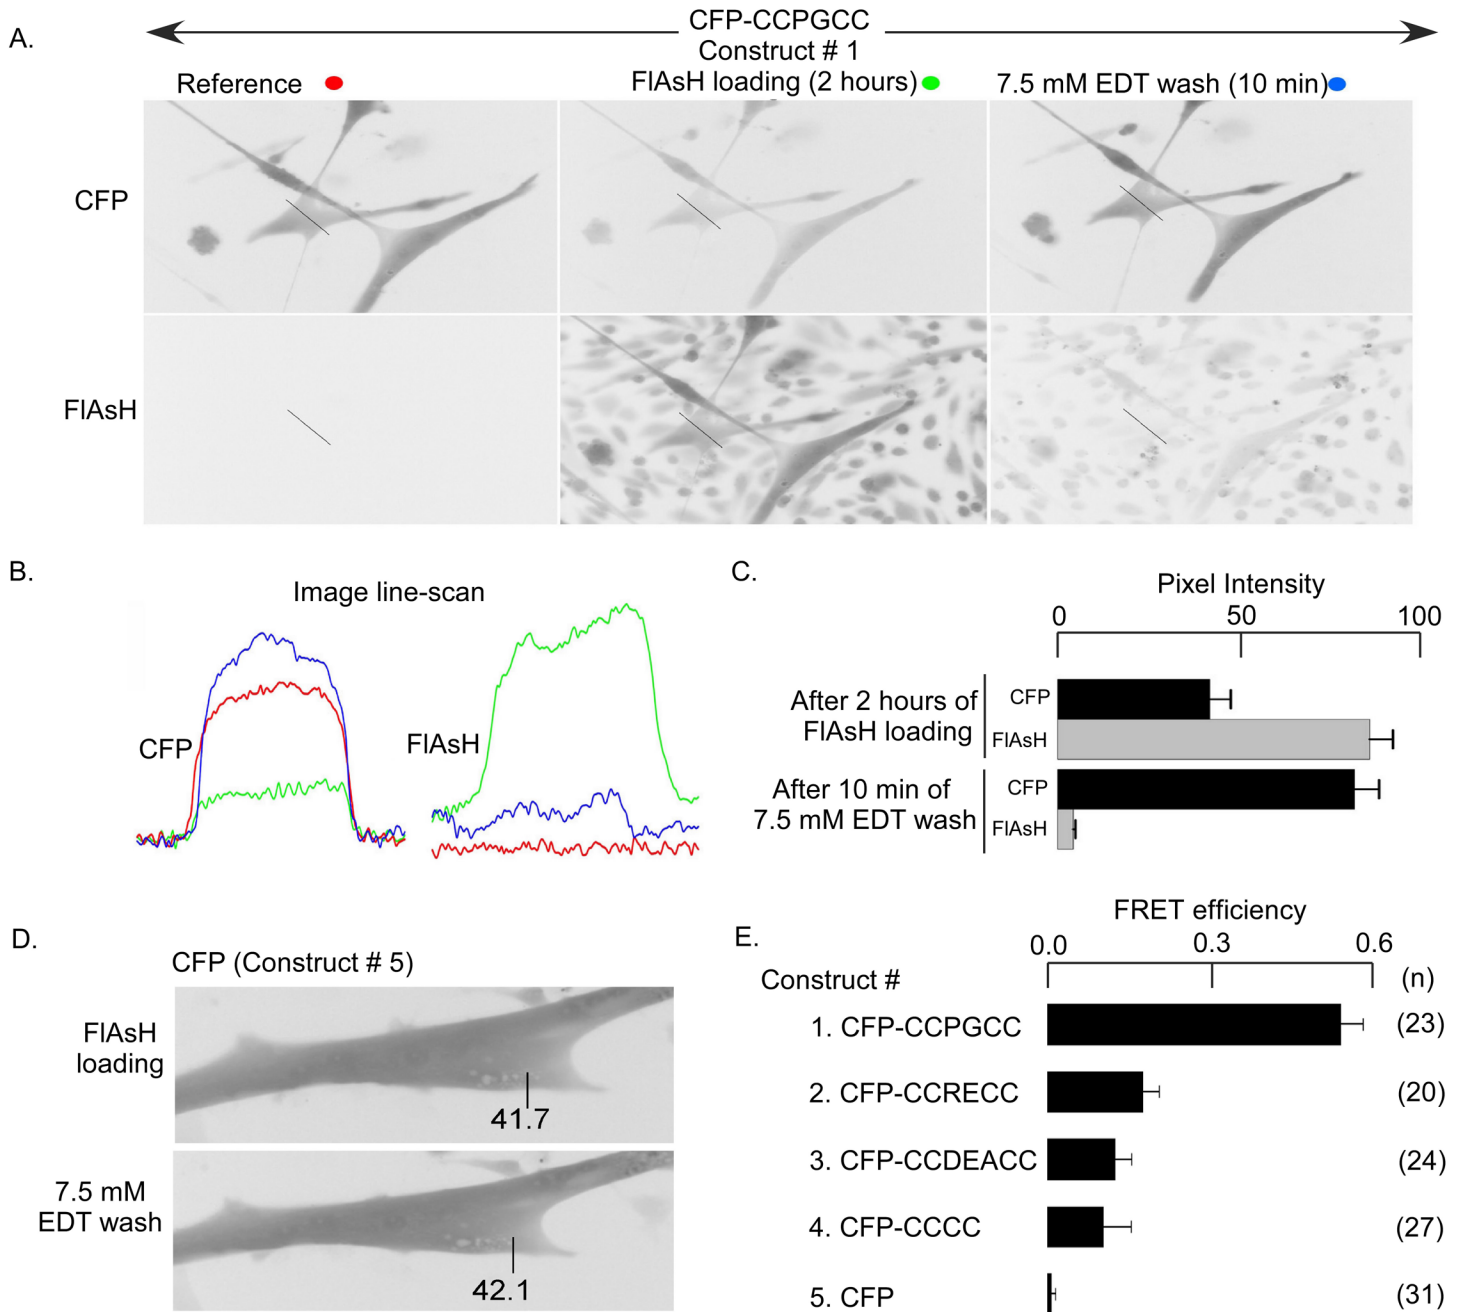 A.
CFP-CCPGCC
Construct # 1
Reference
FlAsH loading (2 hours)
7.5 mM EDT wash (10 min)
CFP
FlAsH
B.
Image line-scan
CFP
FlAsH
C.
Pixel Intensity
0 50 100
After 2 hours of
FlAsH loading
CFP
FlAsH
After 10 min of
7.5 mM EDT wash
CFP
FlAsH
D.
CFP (Construct # 5)
FlAsH
loading
41.7
7.5 mM
EDT wash
42.1
E.
FRET efficiency
0.0 0.3 0.6
Construct # (n)
1. CFP-CCPGCC (23)
2. CFP-CCRECC (20)
3. CFP-CCDEACC (24)
4. CFP-CCCC (27)
5. CFP (31)